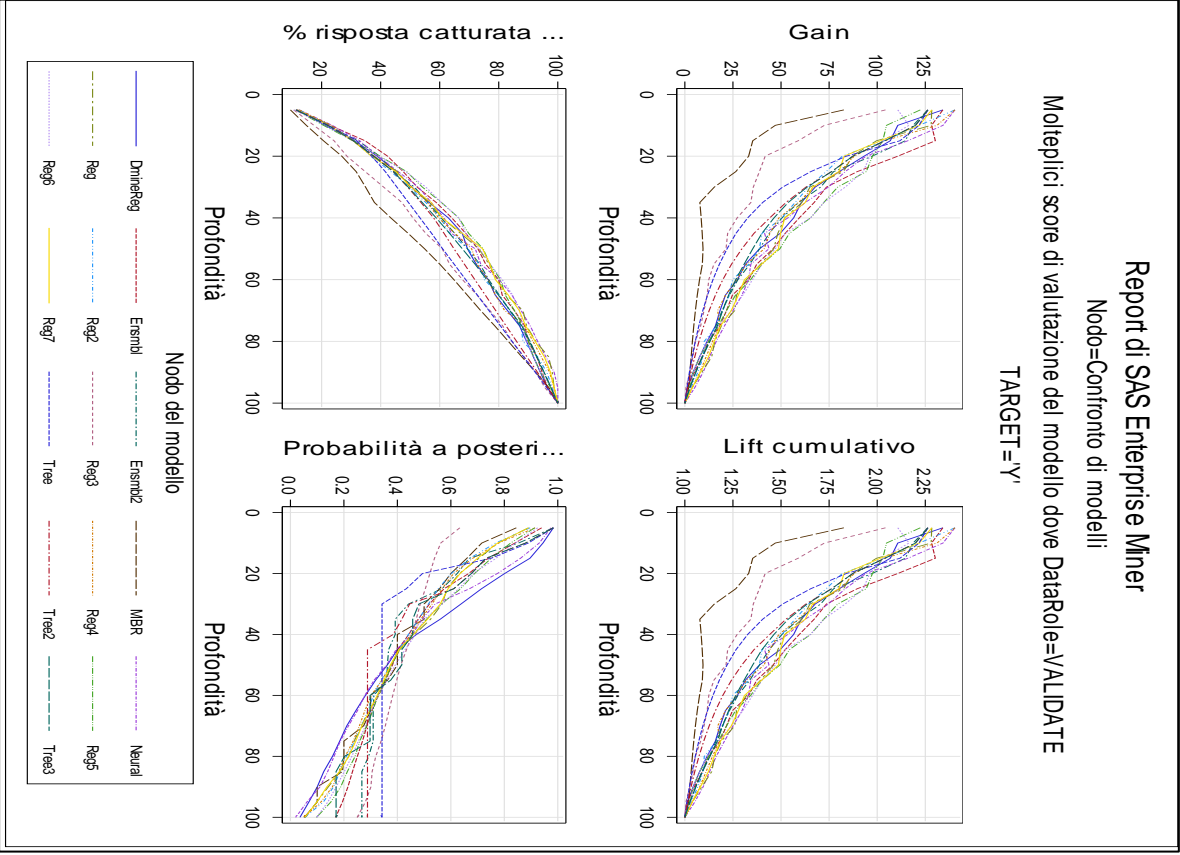 Report di SAS Enterprise Miner
Nodo=Confronto di modelli
Molteplici score di valutazione del modello dove DataRole=VALIDATE
TARGET='Y'
Gain
125
100
75
50
25
0
0 20 40 60 80 100
Profondità
Lift cumulativo
2.25
2.00
1.75
1.50
1.25
1.00
0 20 40 60 80 100
Profondità
% risposta catturata ...
100
80
60
40
20
0 20 40 60 80 100
Profondità
Probabilità a posteri...
1.0
0.8
0.6
0.4
0.2
0.0
0 20 40 60 80 100
Profondità
Nodo del modello
DmineReg Ensmbl Ensmbl2 MBR Neural
Reg Reg2 Reg3 Reg4 Reg5
Reg6 Reg7 Tree Tree2 Tree3